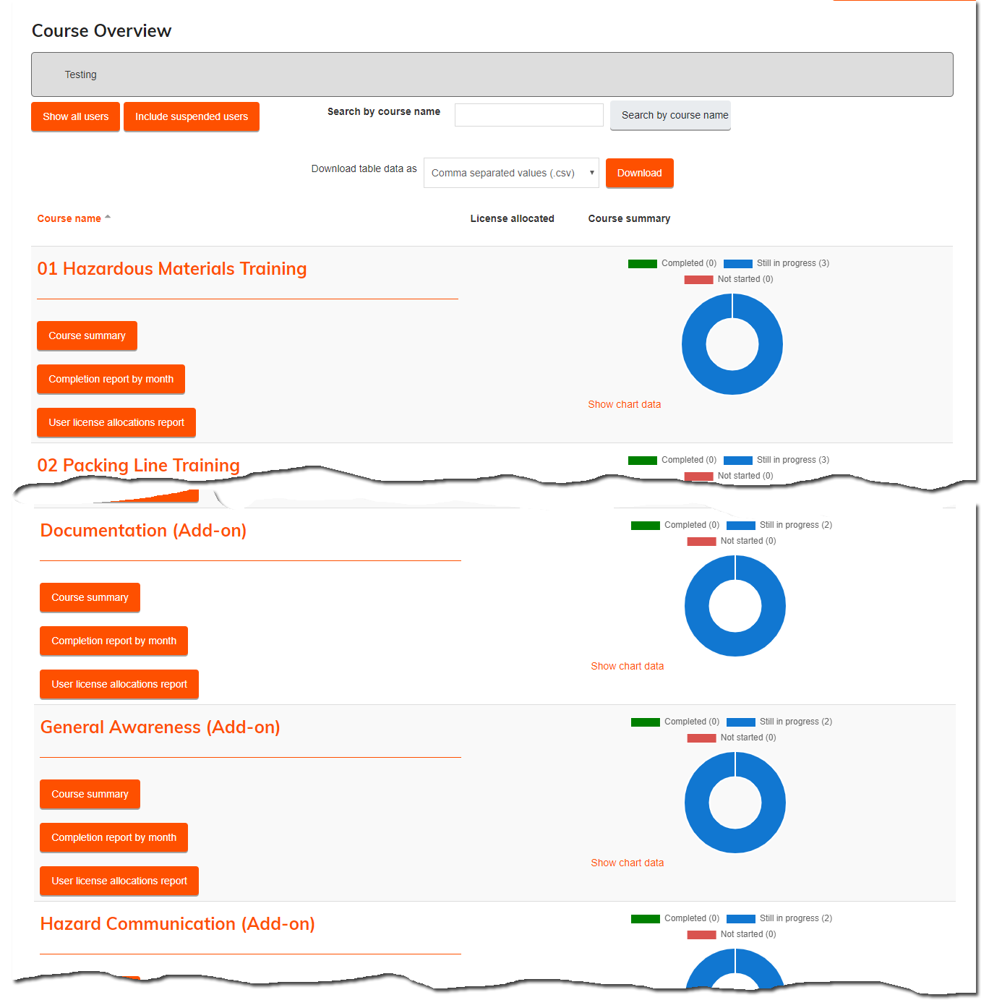 Course Overview
Testing
Show all users
Include suspended users
Search by course name
Search by course name
Download table data as
Comma separated values (.csv)
Download
Course name
License allocated
Course summary
01 Hazardous Materials Training
Completed (0)
Still in progress (3)
Not started (0)
Course summary
Completion report by month
Show chart data
User license allocations report
02 Packing Line Training
Completed (0)
Still in progress (3)
Not started (0)
Documentation (Add-on)
Completed (0)
Still in progress (2)
Not started (0)
Course summary
Completion report by month
Show chart data
User license allocations report
General Awareness (Add-on)
Completed (0)
Still in progress (2)
Not started (0)
Course summary
Completion report by month
Show chart data
User license allocations report
Hazard Communication (Add-on)
Completed (0)
Still in progress (2)
Not started (0)